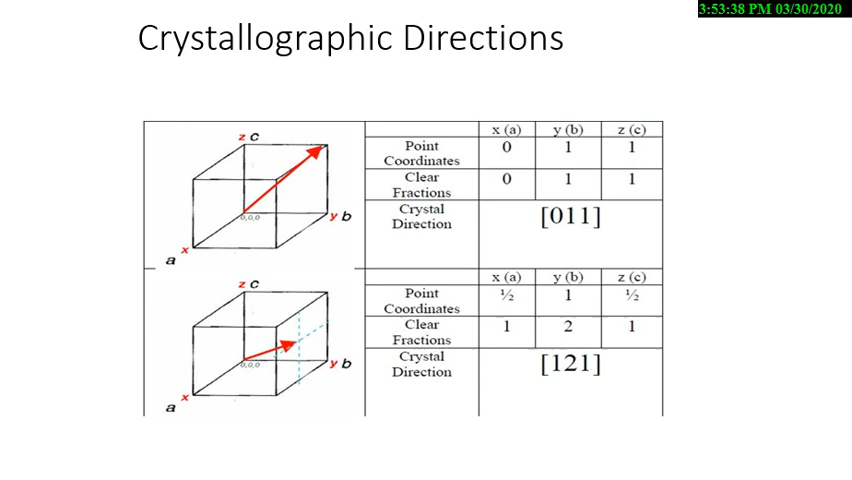 3:53:38 PM 03/30/2020
Crystallographic Directions
z c
0,0,0
y b
x
a
x (a) y (b) z (c)
Point Coordinates 0 1 1
Clear Fractions 0 1 1
Crystal Direction [011]
z c
0,0,0
y b
x
a
x (a) y (b) z (c)
Point Coordinates ½ 1 ½
Clear Fractions 1 2 1
Crystal Direction [121]